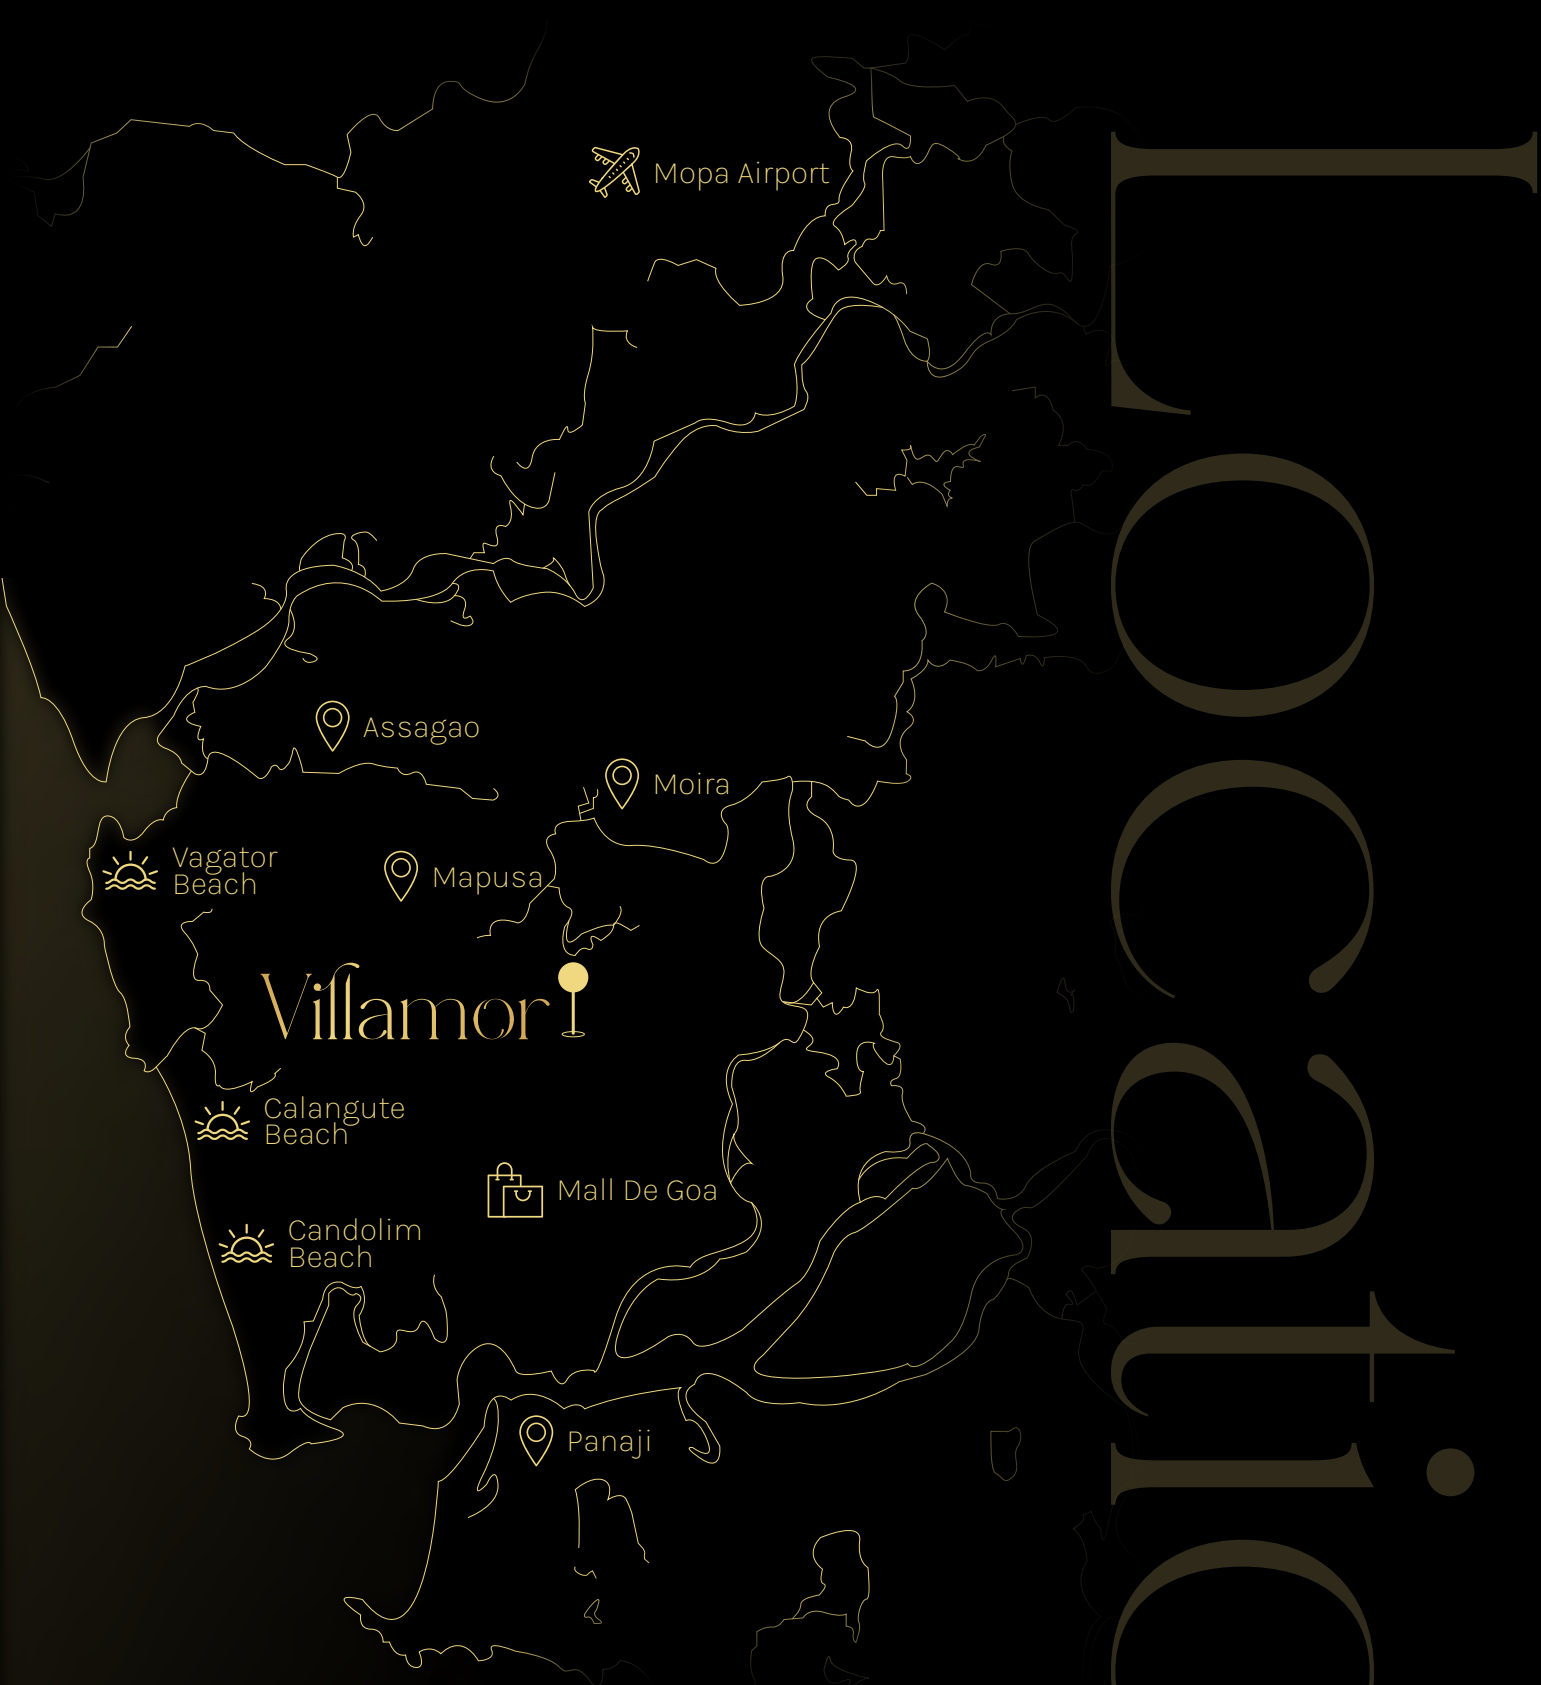 Mopa Airport
Assagao
Moira
Vagator
Beach
Mapusa
Villamor
Calangute
Beach
Mall De Goa
Candolim
Beach
Panaji
Locatio